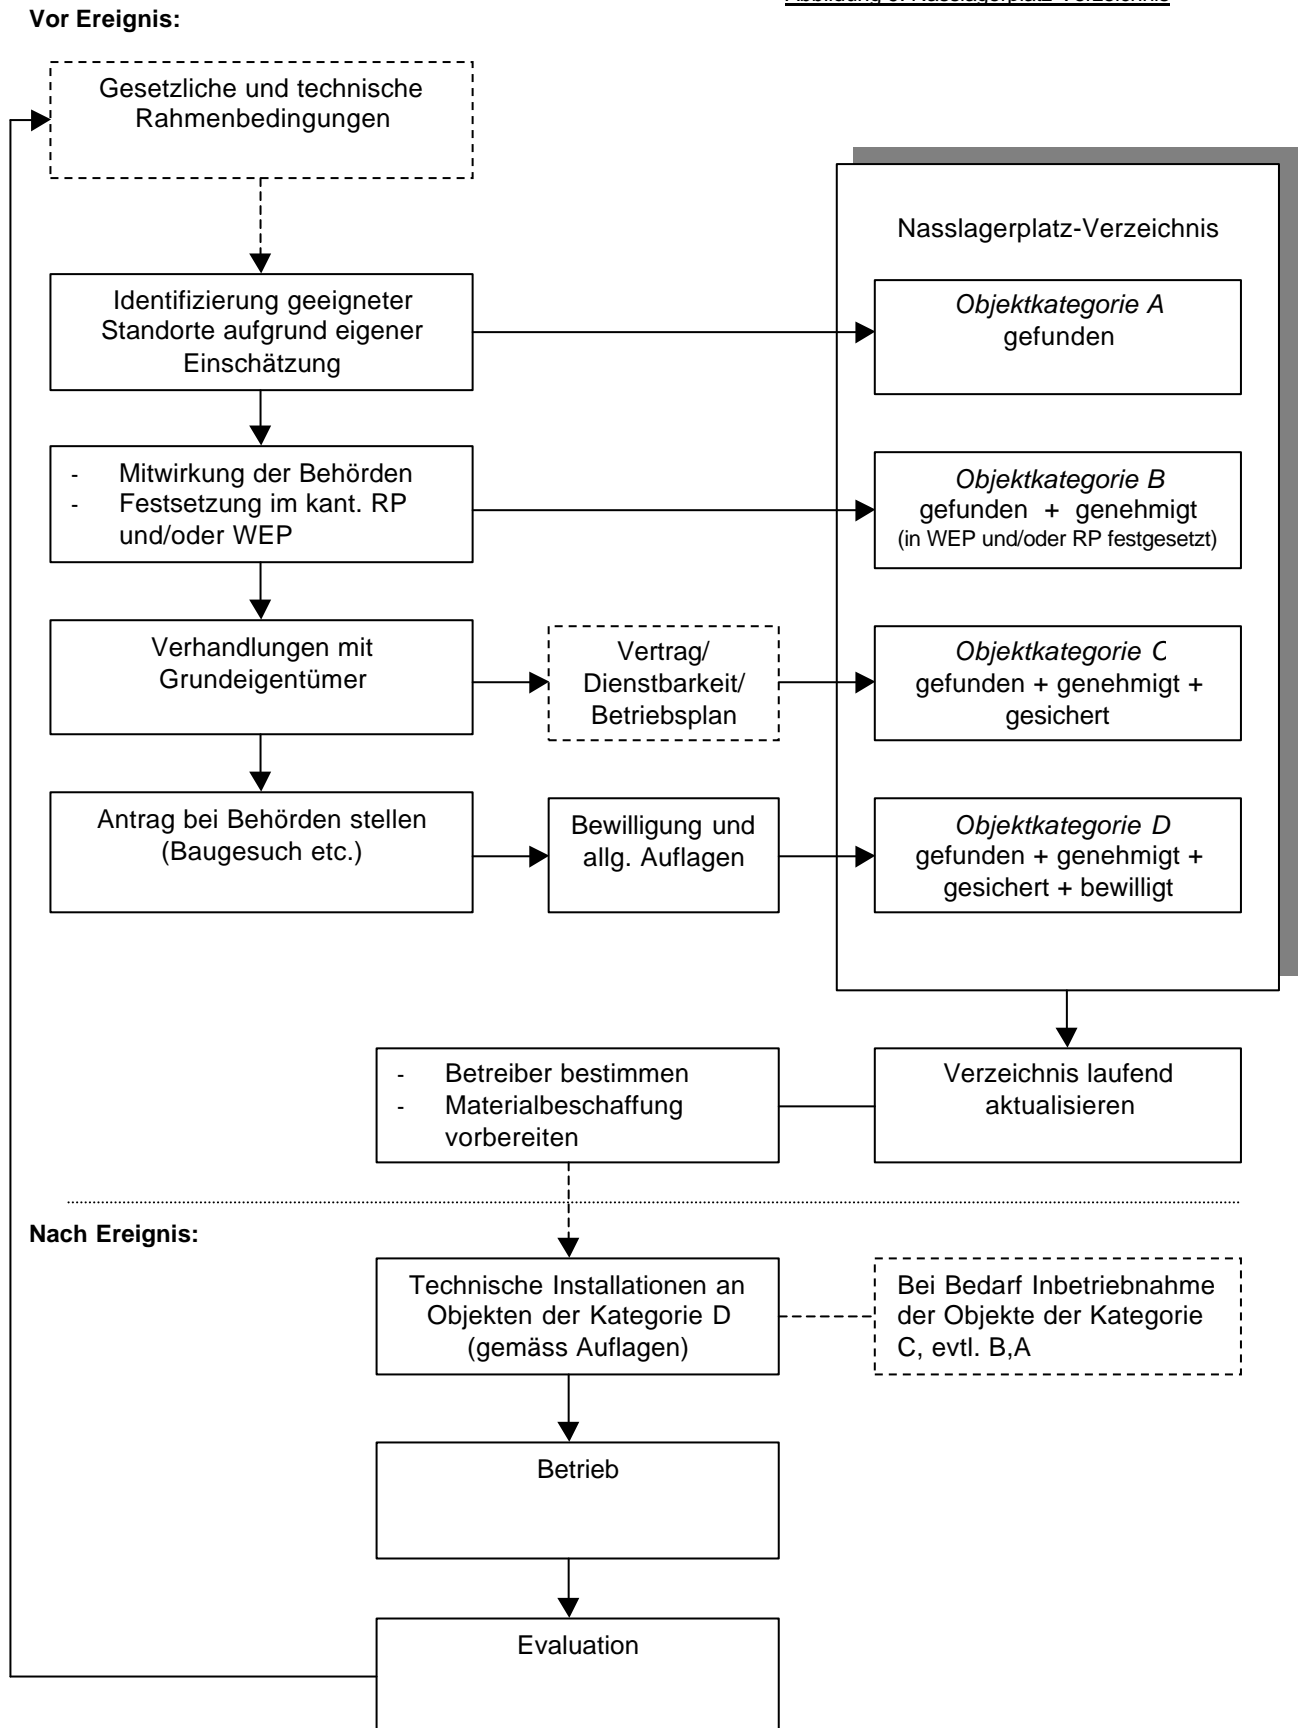 Vor Ereignis:
Gesetzliche und technische
Rahmenbedingungen
Nasslagerplatz-Verzeichnis
Identifizierung geeigneter
Standorte aufgrund eigener
Einschätzung
Objektkategorie A
gefunden
- Mitwirkung der Behörden
- Festsetzung im kant. RP
und/oder WEP
Objektkategorie B
gefunden + genehmigt
(in WEP und/oder RP festgesetzt)
Verhandlungen mit
Grundeigentümer
Vertrag/
Dienstbarkeit/
Betriebsplan
Objektkategorie C
gefunden + genehmigt +
gesichert
Antrag bei Behörden stellen
(Baugesuch etc.)
Bewilligung und
allg. Auflagen
Objektkategorie D
gefunden + genehmigt +
gesichert + bewilligt
- Betreiber bestimmen
- Materialbeschaffung
vorbereiten
Verzeichnis laufend
aktualisieren
Nach Ereignis:
Technische Installationen an
Objekten der Kategorie D
(gemäss Auflagen)
Bei Bedarf Inbetriebnahme
der Objekte der Kategorie
C, evtl. B,A
Betrieb
Evaluation